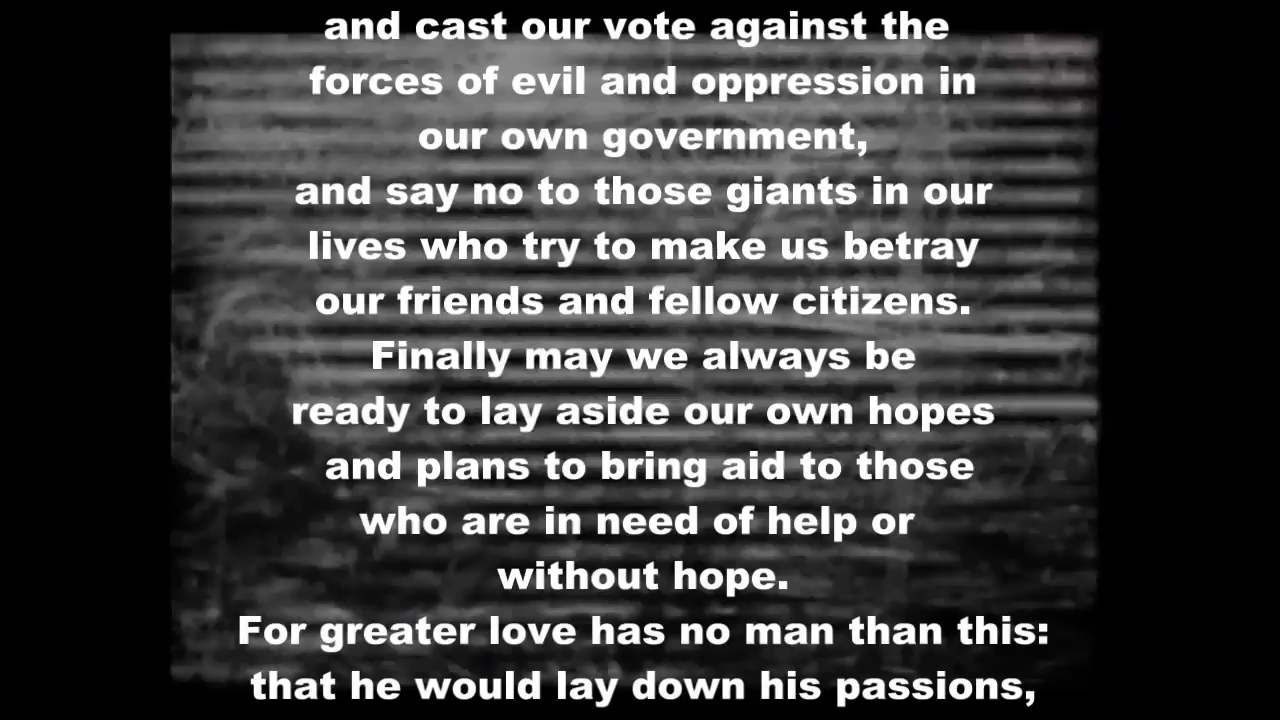 and cast our vote against the
forces of evil and oppression in
our own government,
and say no to those giants in our
lives who try to make us betray
our friends and fellow citizens.
Finally may we always be
ready to lay aside our own hopes
and plans to bring aid to those
who are in need of help or
without hope.
For greater love has no man than this:
that he would lay down his passions,